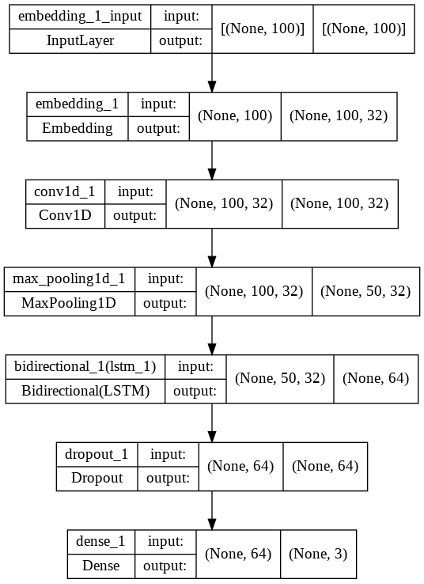 embedding_1_input input: [(None, 100)] [(None, 100)]
InputLayer output:
embedding_1 input: (None, 100) (None, 100, 32)
Embedding output:
conv1d_1 input: (None, 100, 32) (None, 100, 32)
Conv1D output:
max_pooling1d_1 input: (None, 100, 32) (None, 50, 32)
MaxPooling1D output:
bidirectional_1(lstm_1) input: (None, 50, 32) (None, 64)
Bidirectional(LSTM) output:
dropout_1 input: (None, 64) (None, 64)
Dropout output:
dense_1 input: (None, 64) (None, 3)
Dense output: